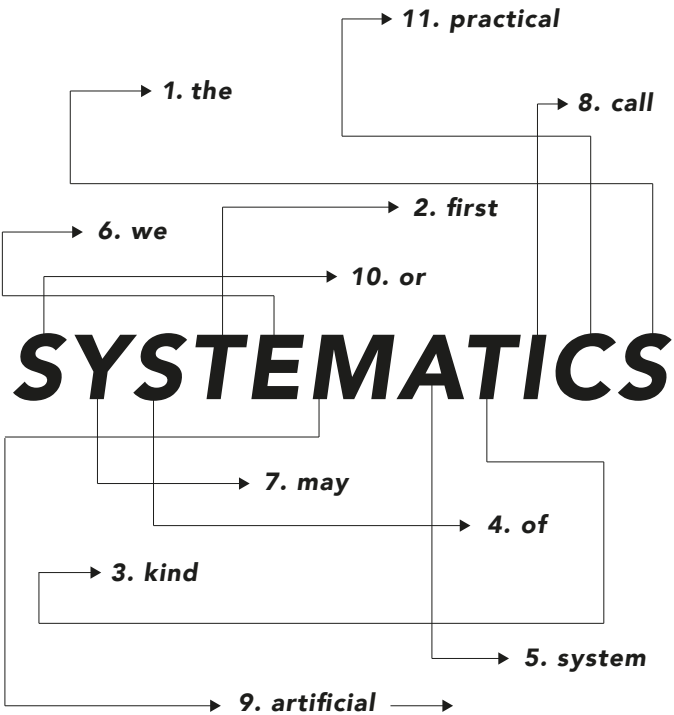 11. practical
1. the
8. call
2. first
6. we
10. or
SYSTEMATICS
7. may
4. of
3. kind
5. system
9. artificial